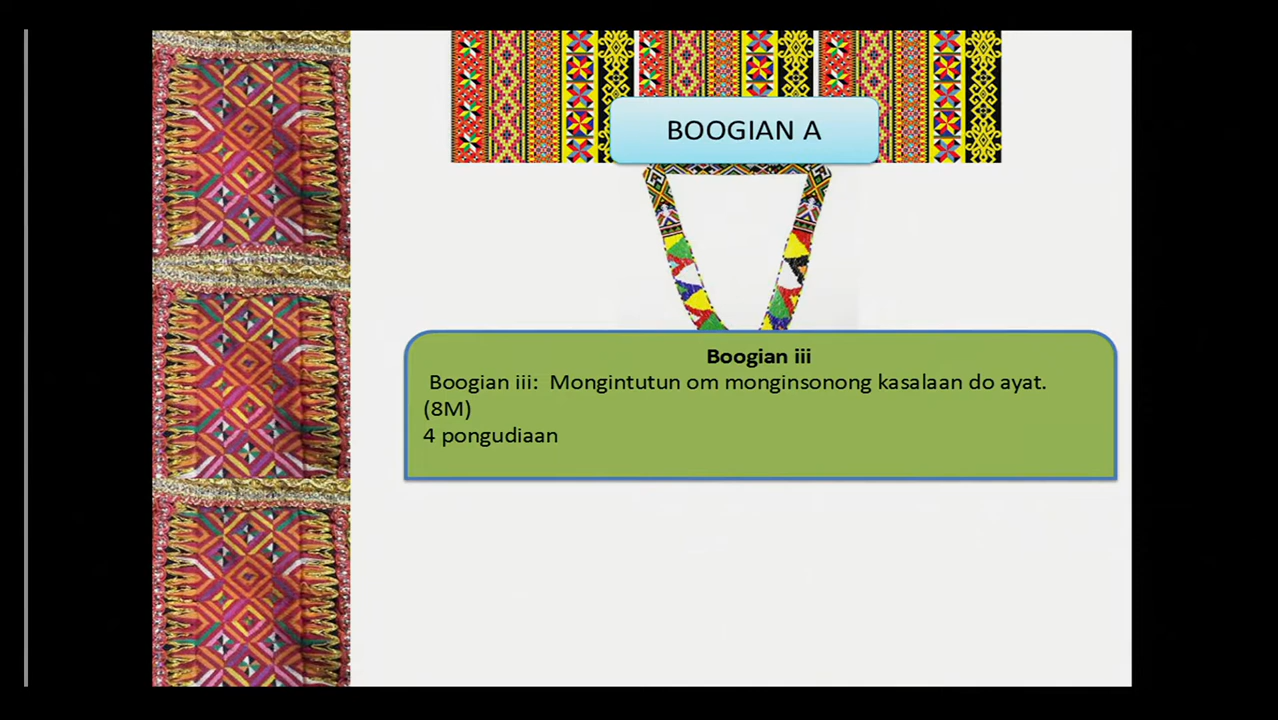 BOOGIAN A
Boogian iii
Boogian iii: Mongintutun om monginsonong kasalaan do ayat.
(8M)
4 pongudiaan